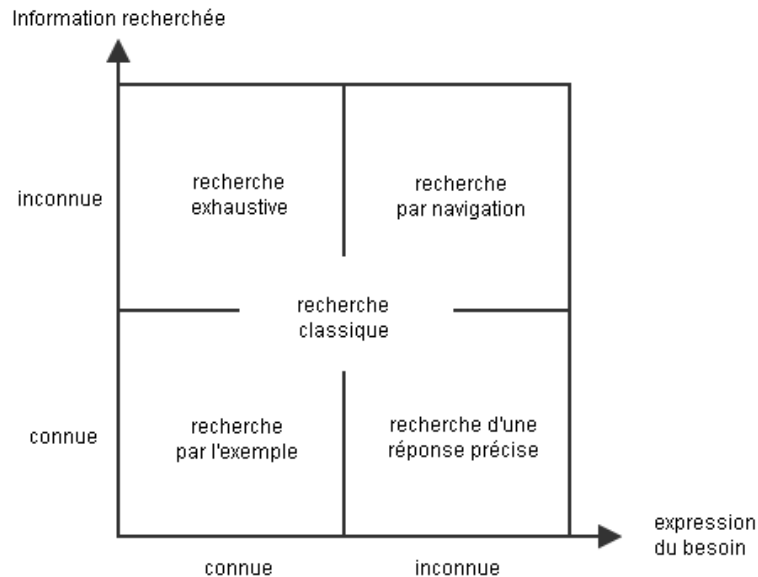 Information recherchée
inconnue
recherche
exhaustive
recherche
par navigation
recherche
classique
connue
recherche
par l'exemple
recherche d'une
réponse précise
expression
du besoin
connue
inconnue